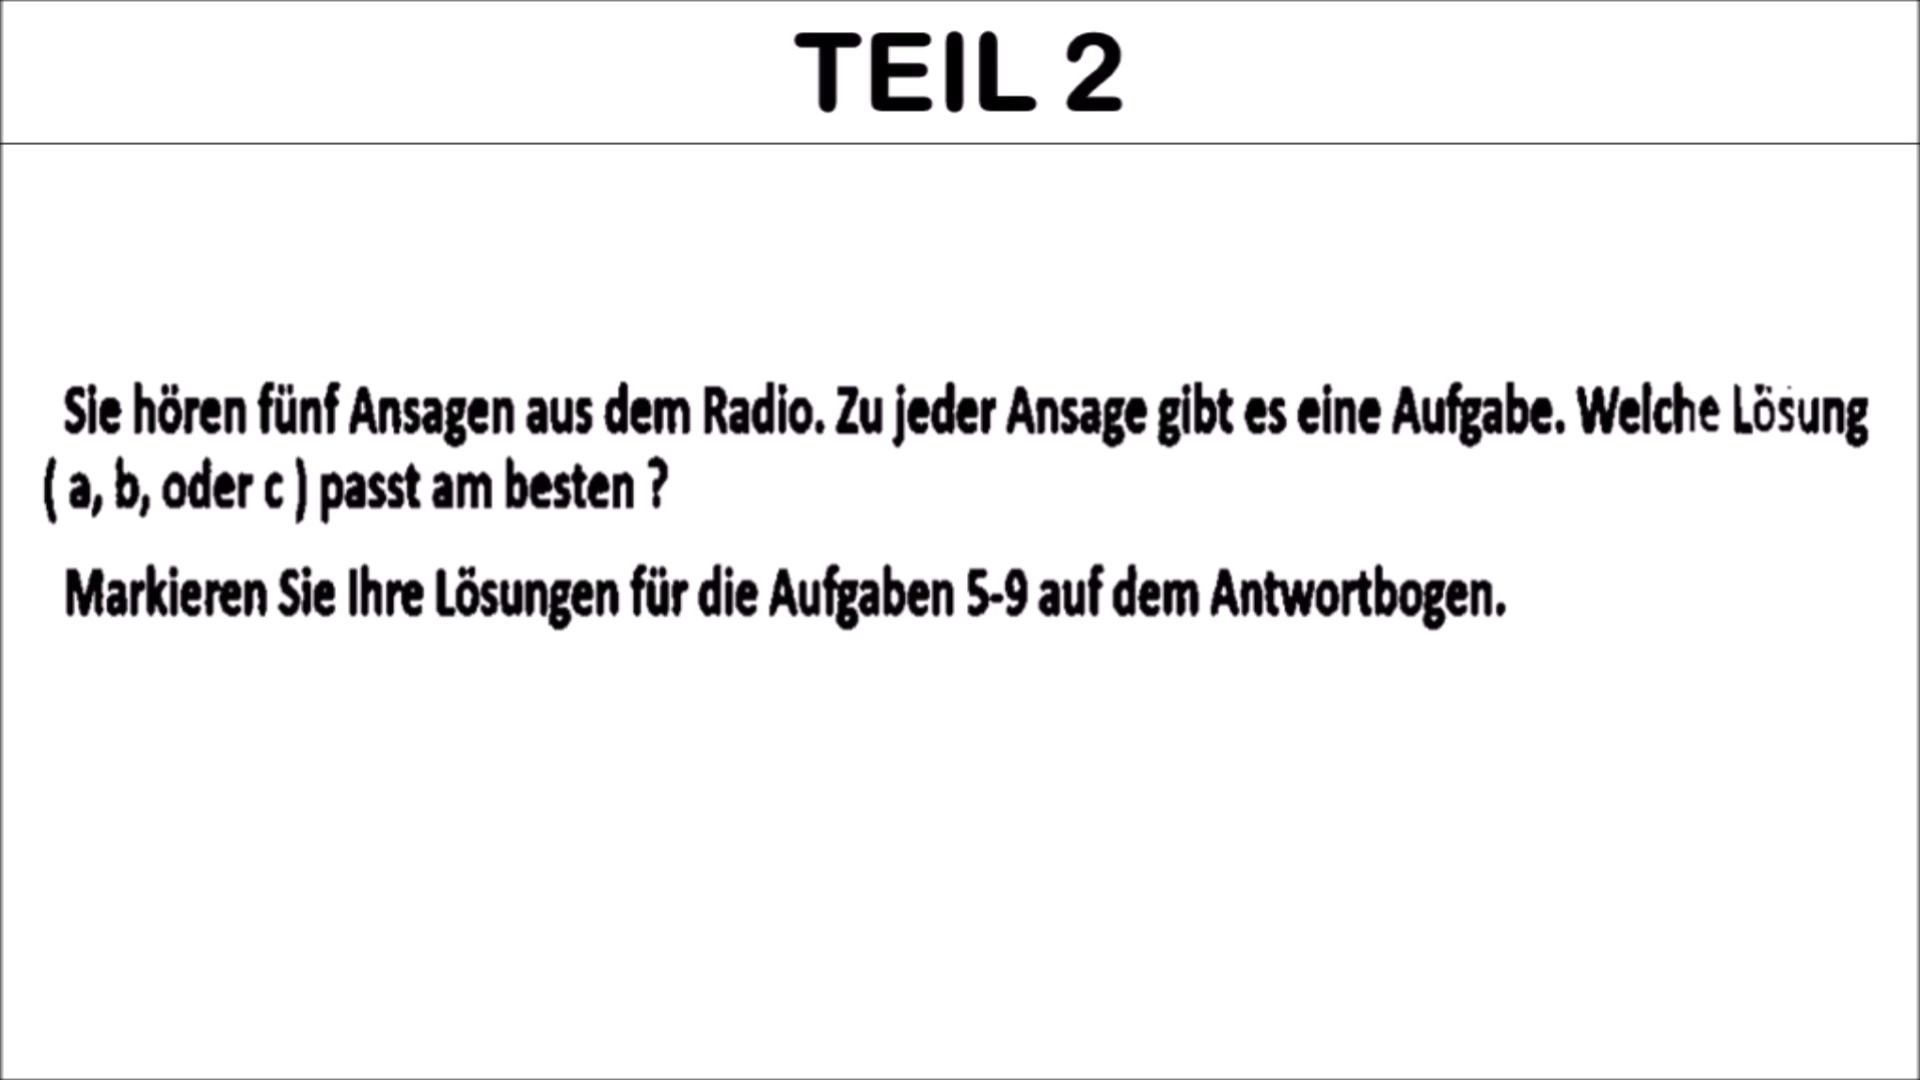 TEIL 2
Sie hören fünf Ansagen aus dem Radio. Zu jeder Ansage gibt es eine Aufgabe. Welche Lösung
( a, b, oder c ) passt am besten ?
Markieren Sie Ihre Lösungen für die Aufgaben 5-9 auf dem Antwortbogen.